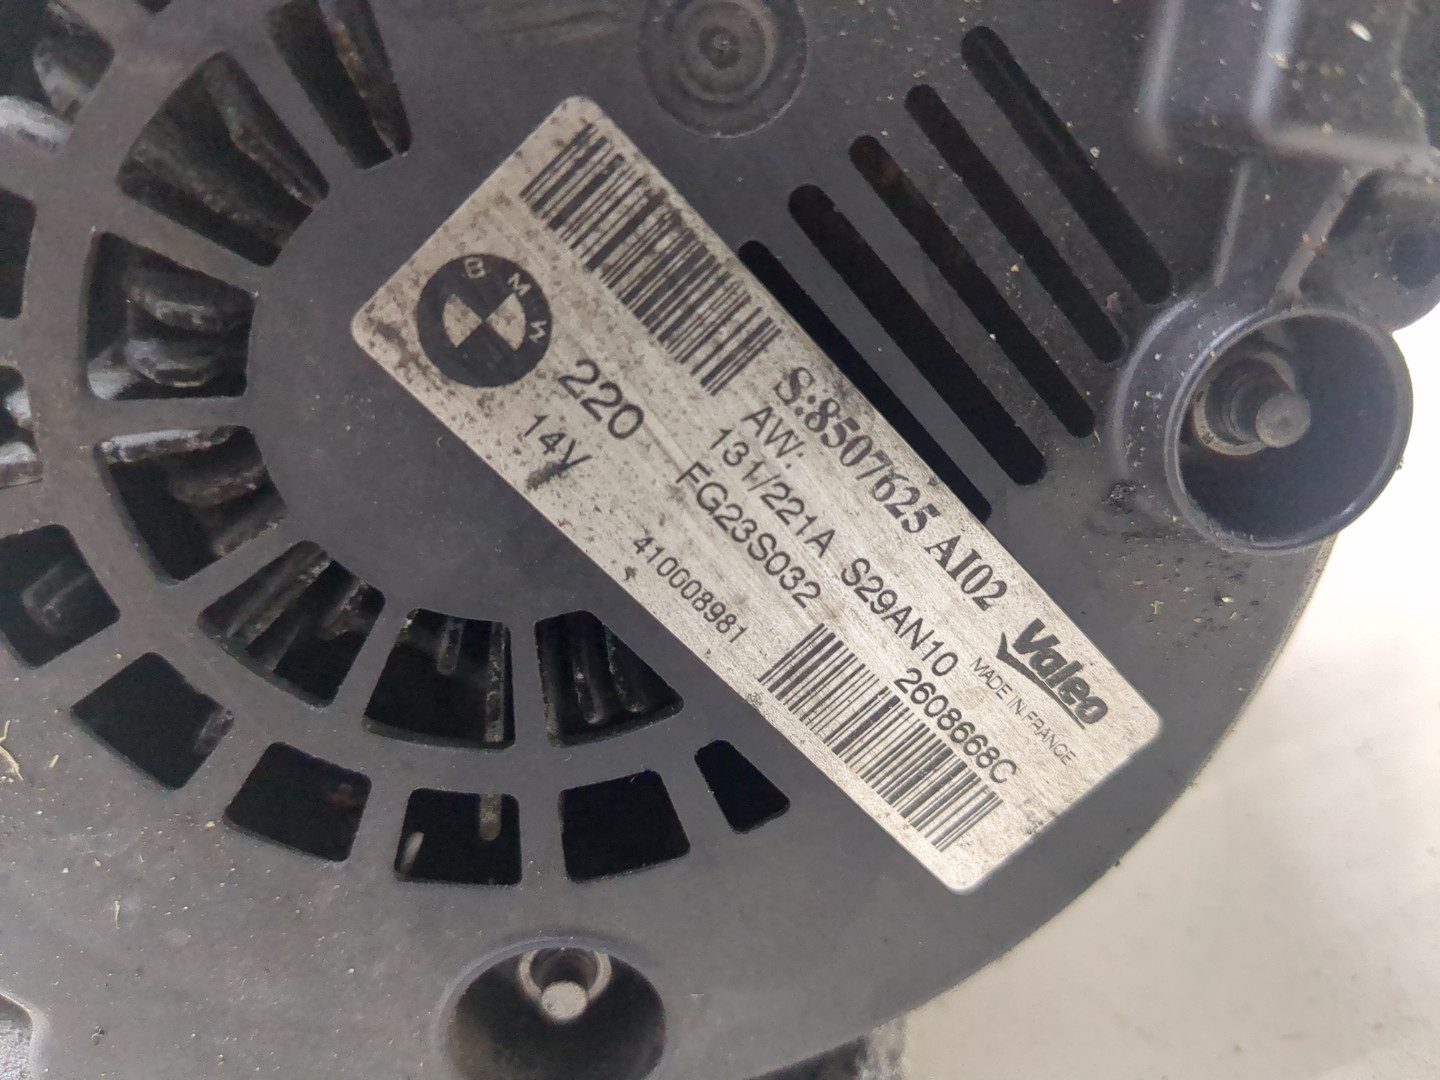 S:8507625 AI02
AW:
131/221A S29AN10
FG23S032 2608668C
BMW
220
14V
410008981
Valeo
MADE IN FRANCE